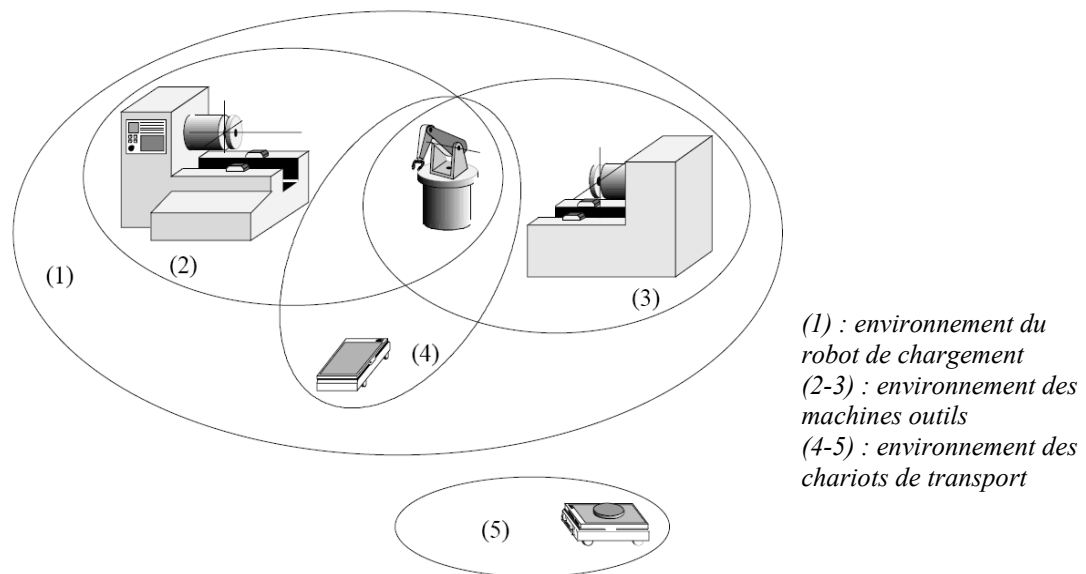 (1)
(2)
(3)
(4)
(5)
(1) : environnement du
robot de chargement
(2-3) : environnement des
machines outils
(4-5) : environnement des
chariots de transport